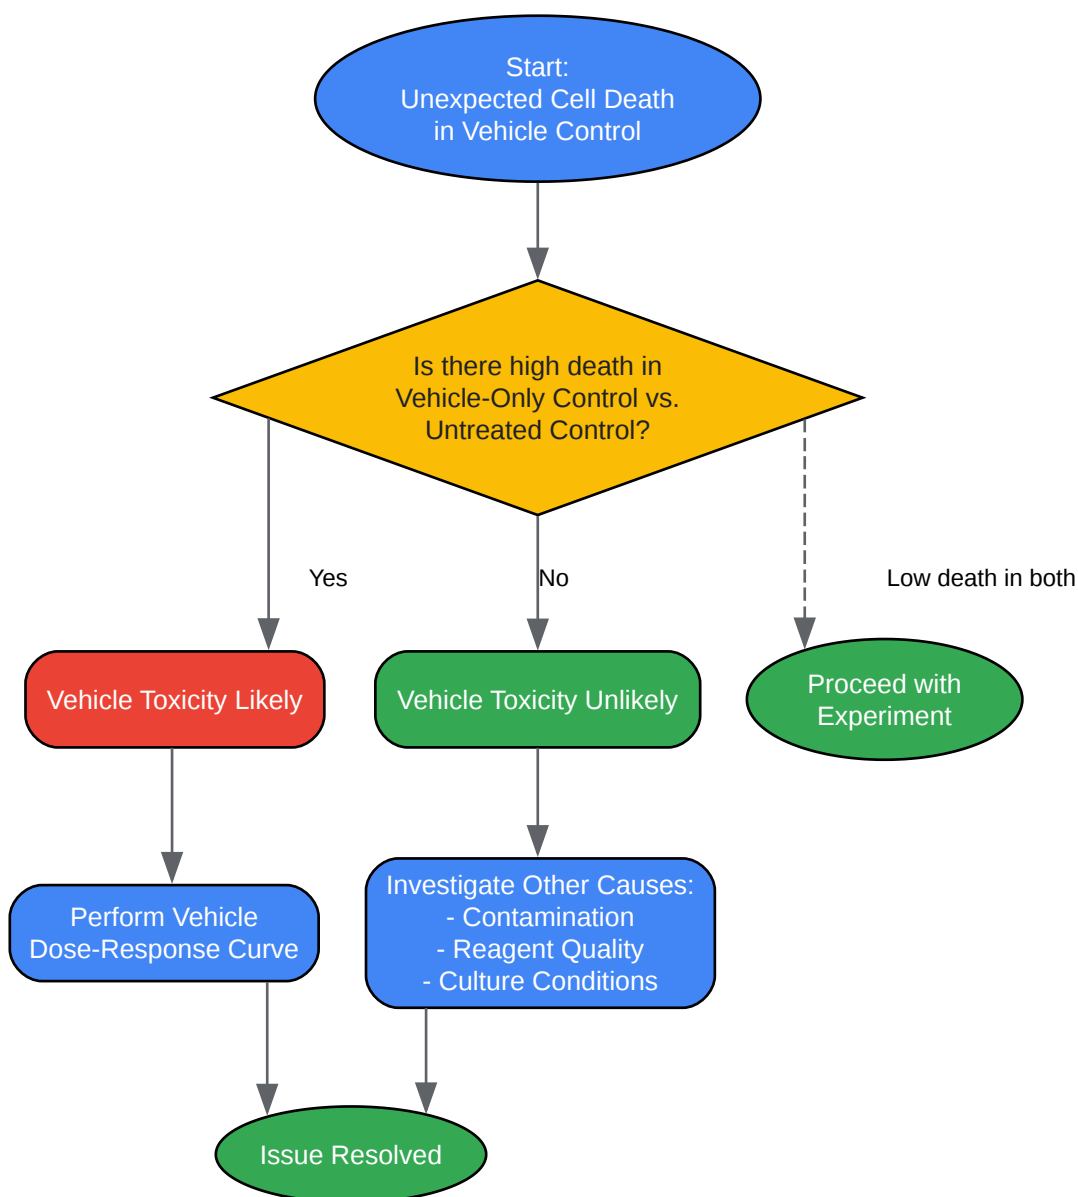 Start:
Unexpected Cell Death
in Vehicle Control
Is there high death in
Vehicle-Only Control vs.
Untreated Control?
Yes
No
Low death in both
Vehicle Toxicity Likely
Vehicle Toxicity Unlikely
Proceed with
Experiment
Perform Vehicle
Dose-Response Curve
Investigate Other Causes:
- Contamination
- Reagent Quality
- Culture Conditions
Issue Resolved